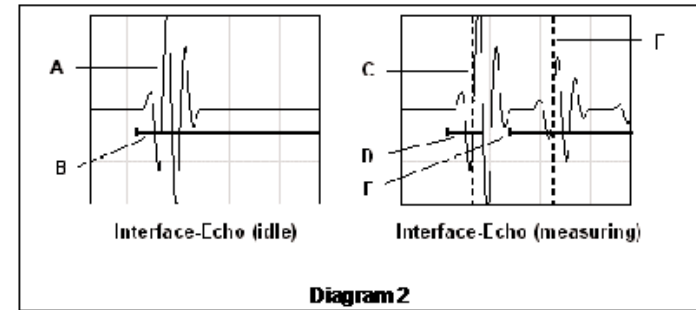 A
B
C
D
F
F
Interface-Echo (idle)
Interface-Echo (measuring)
Diagram 2